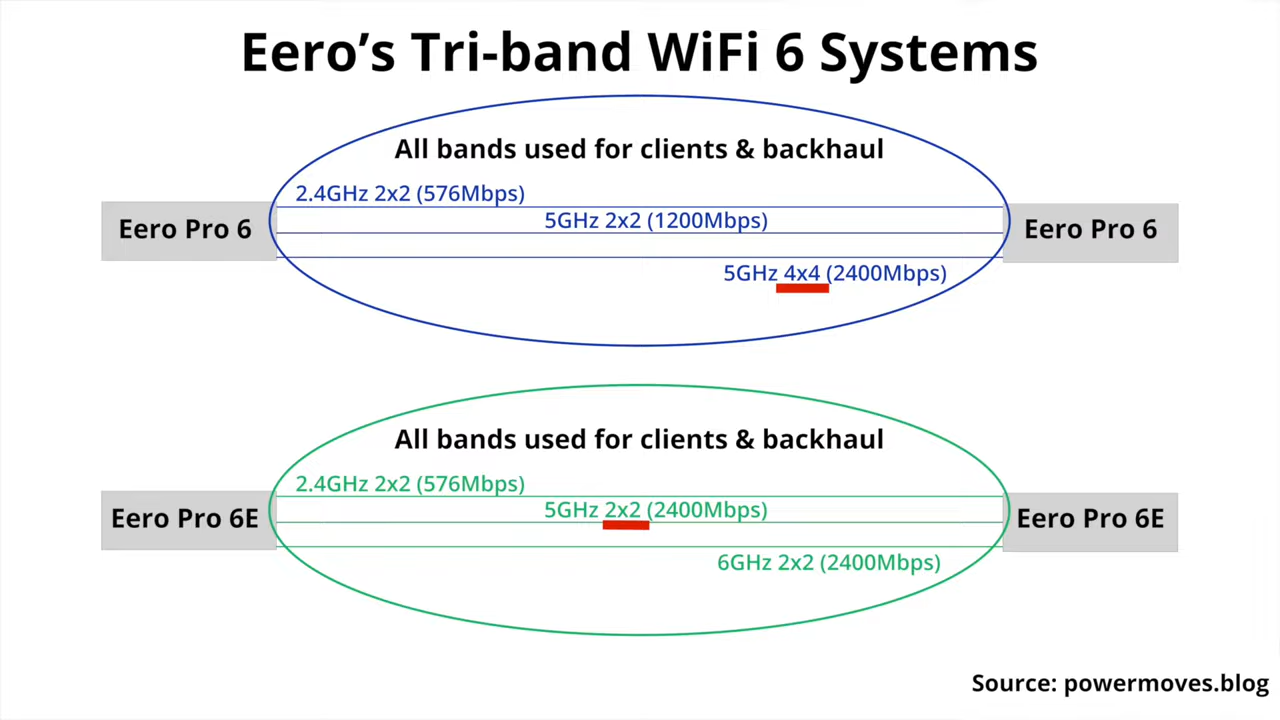 Eero’s Tri-band WiFi 6 Systems
All bands used for clients & backhaul
2.4GHz 2x2 (576Mbps)
5GHz 2x2 (1200Mbps)
Eero Pro 6
Eero Pro 6
5GHz 4x4 (2400Mbps)
All bands used for clients & backhaul
2.4GHz 2x2 (576Mbps)
5GHz 2x2 (2400Mbps)
Eero Pro 6E
Eero Pro 6E
6GHz 2x2 (2400Mbps)
Source: powermoves.blog